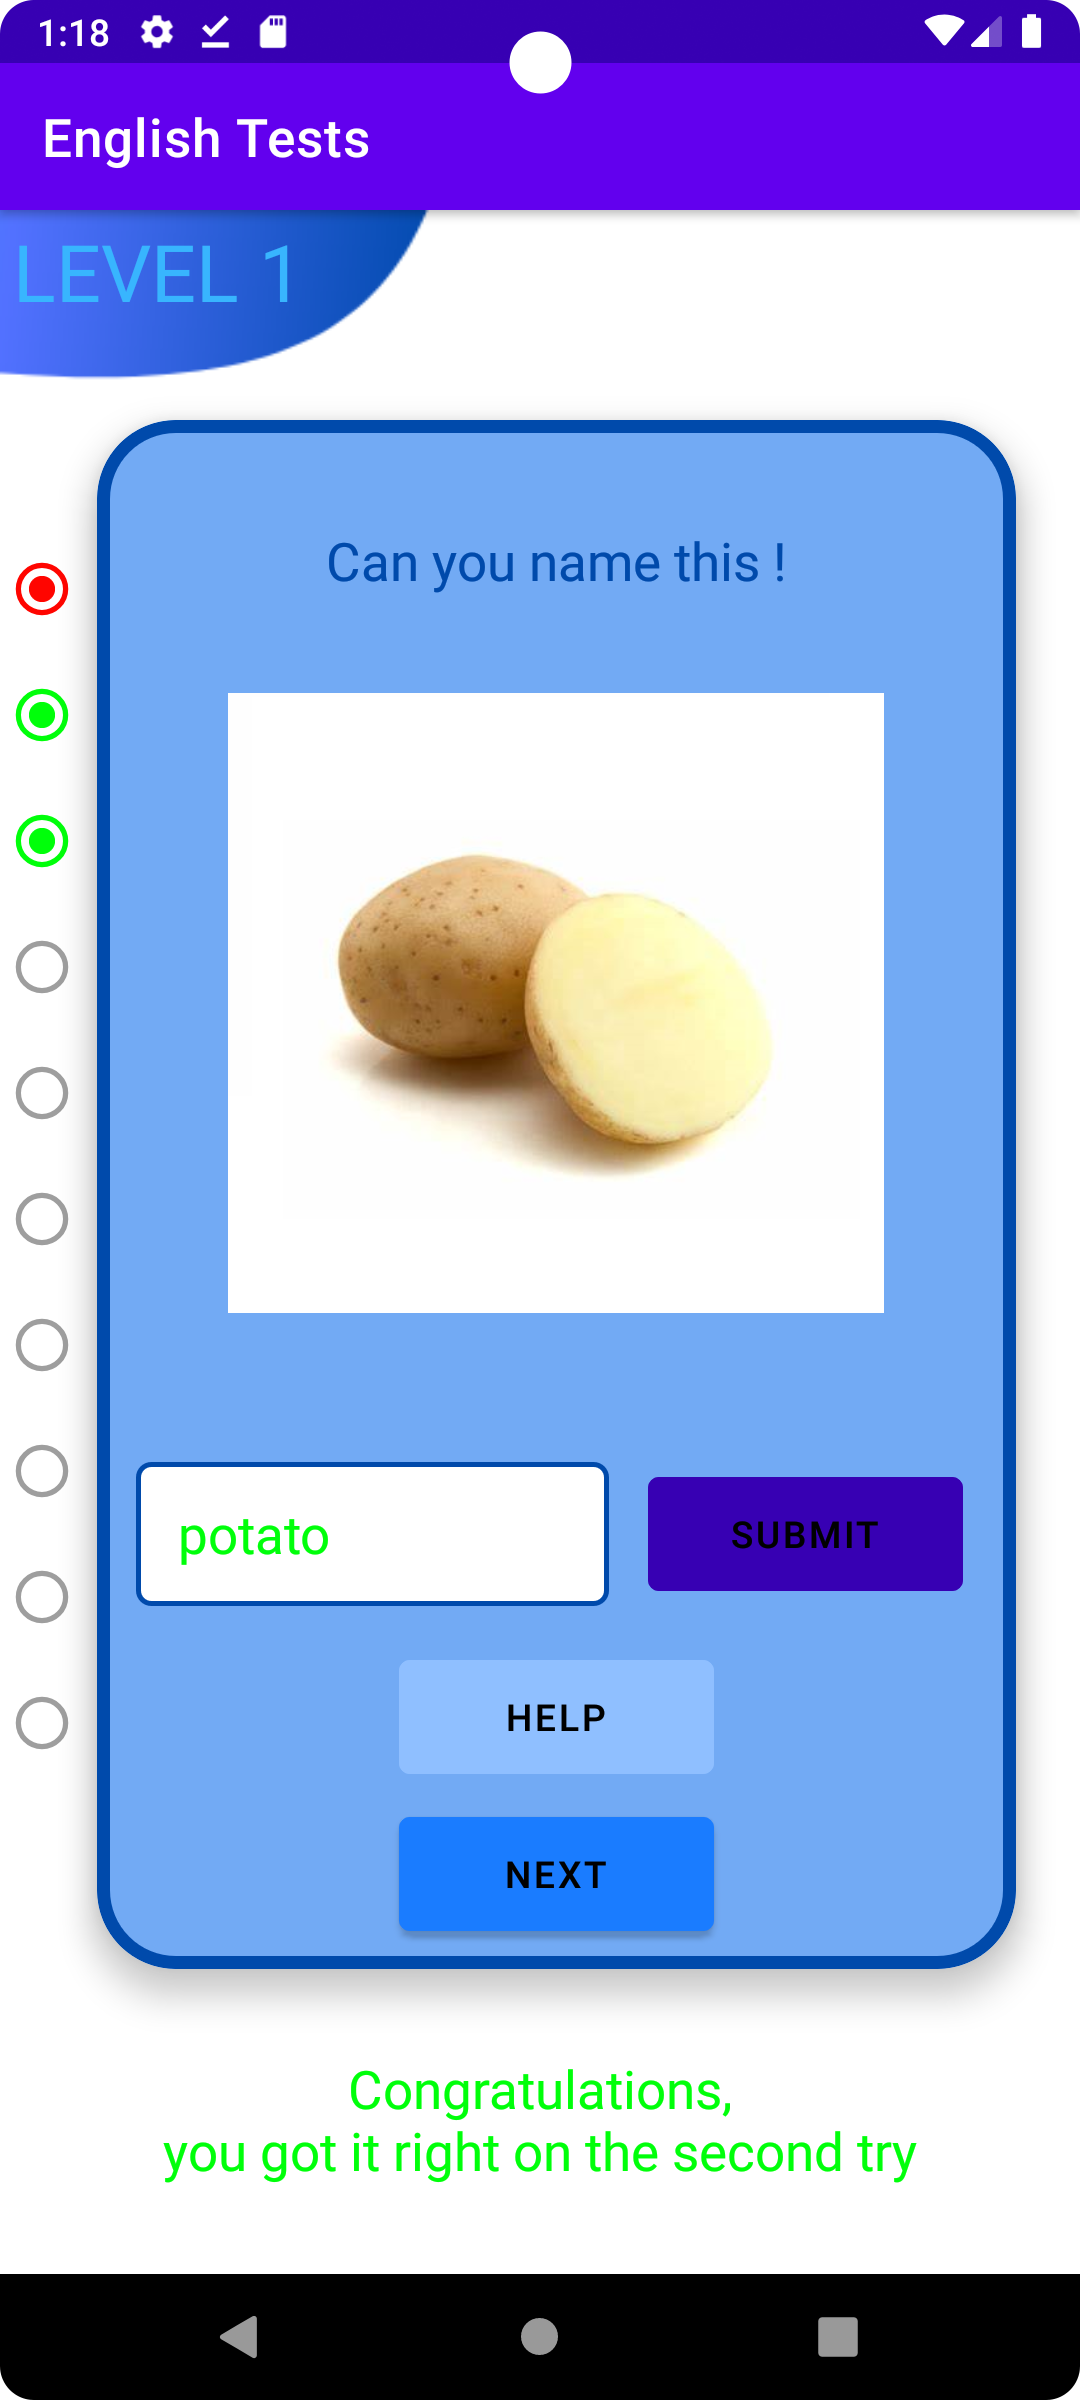 1:18
English Tests
LEVEL 1
Can you name this !
potato
SUBMIT
HELP
NEXT
Congratulations,
you got it right on the second try